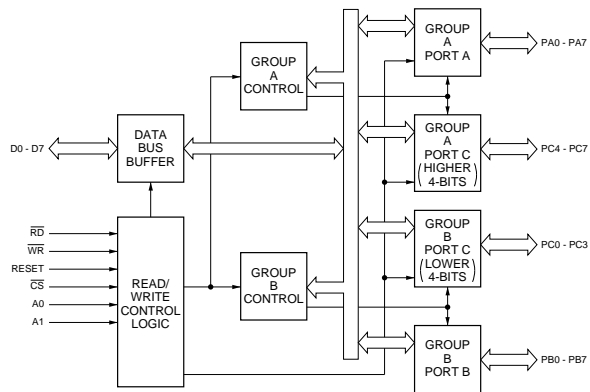 GROUP
A
PORT A
PA0 - PA7
GROUP
A
CONTROL
D0 - D7
DATA
BUS
BUFFER
GROUP
A
PORT C
(HIGHER
4-BITS)
PC4 - PC7
RD
WR
RESET
CS
A0
A1
READ/
WRITE
CONTROL
LOGIC
GROUP
B
CONTROL
GROUP
B
PORT C
(LOWER
4-BITS)
PC0 - PC3
GROUP
B
PORT B
PB0 - PB7